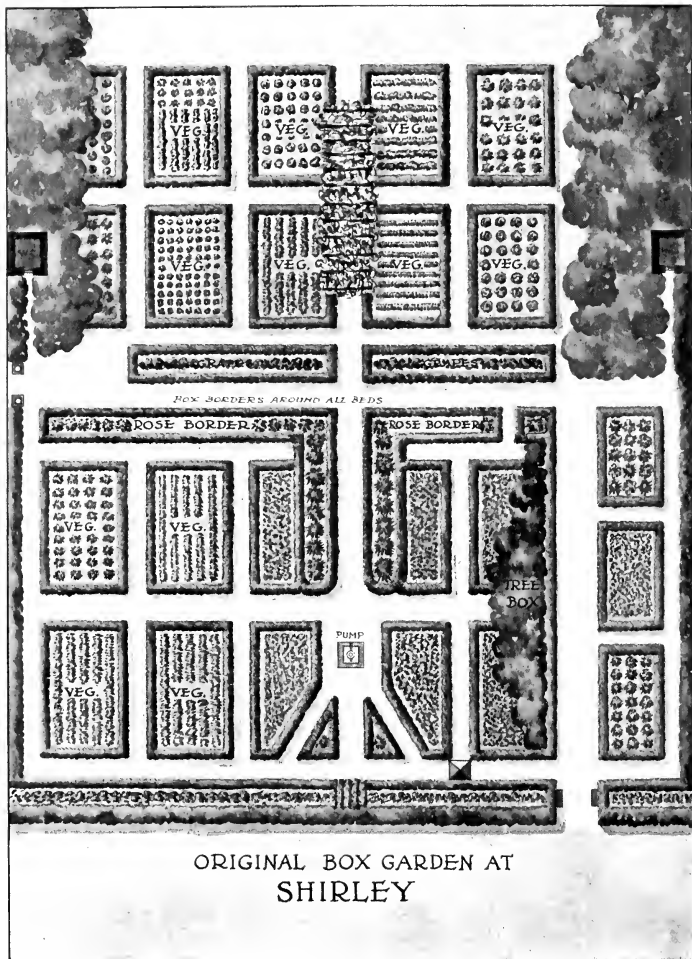 VEG.
VEG.
VEG.
VEG.
VEG.
VEG.
VEG.
VEG.
GRAPES
BOX BORDERS AROUND ALL BEDS
ROSE BORDER
ROSE BORDER
VEG.
VEG.
TREE
BOX
PUMP
VEG.
VEG.
ORIGINAL BOX GARDEN AT
SHIRLEY